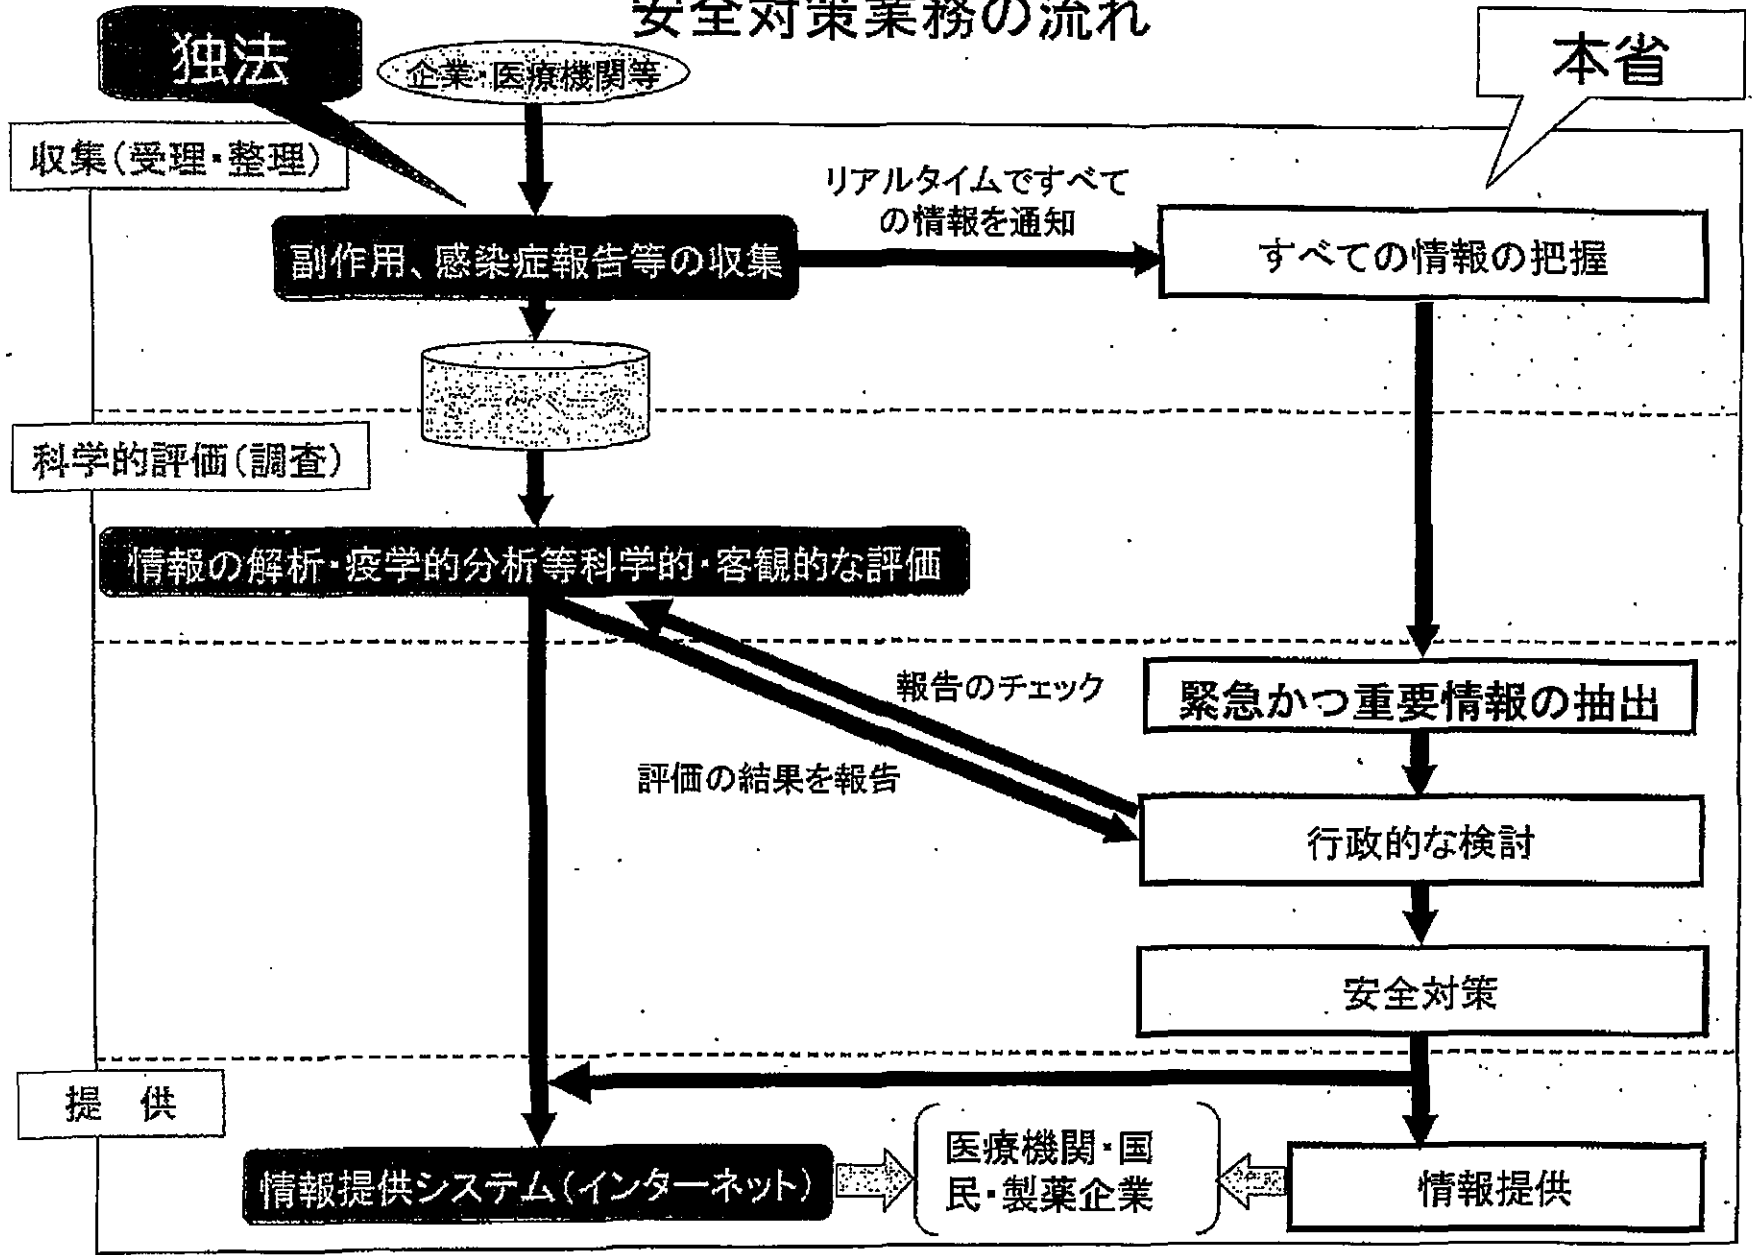 安全対策業務の流れ
独法
企業・医療機関等
本省
収集(受理・整理)
リアルタイムですべて
の情報を通知
副作用、感染症報告等の収集
すべての情報の把握
科学的評価(調査)
情報の解析・疫学的分析等科学的・客観的な評価
報告のチェック
緊急かつ重要情報の抽出
評価の結果を報告
行政的な検討
安全対策
提 供
医療機関・国
民・製薬企業
情報提供システム(インターネット)
情報提供